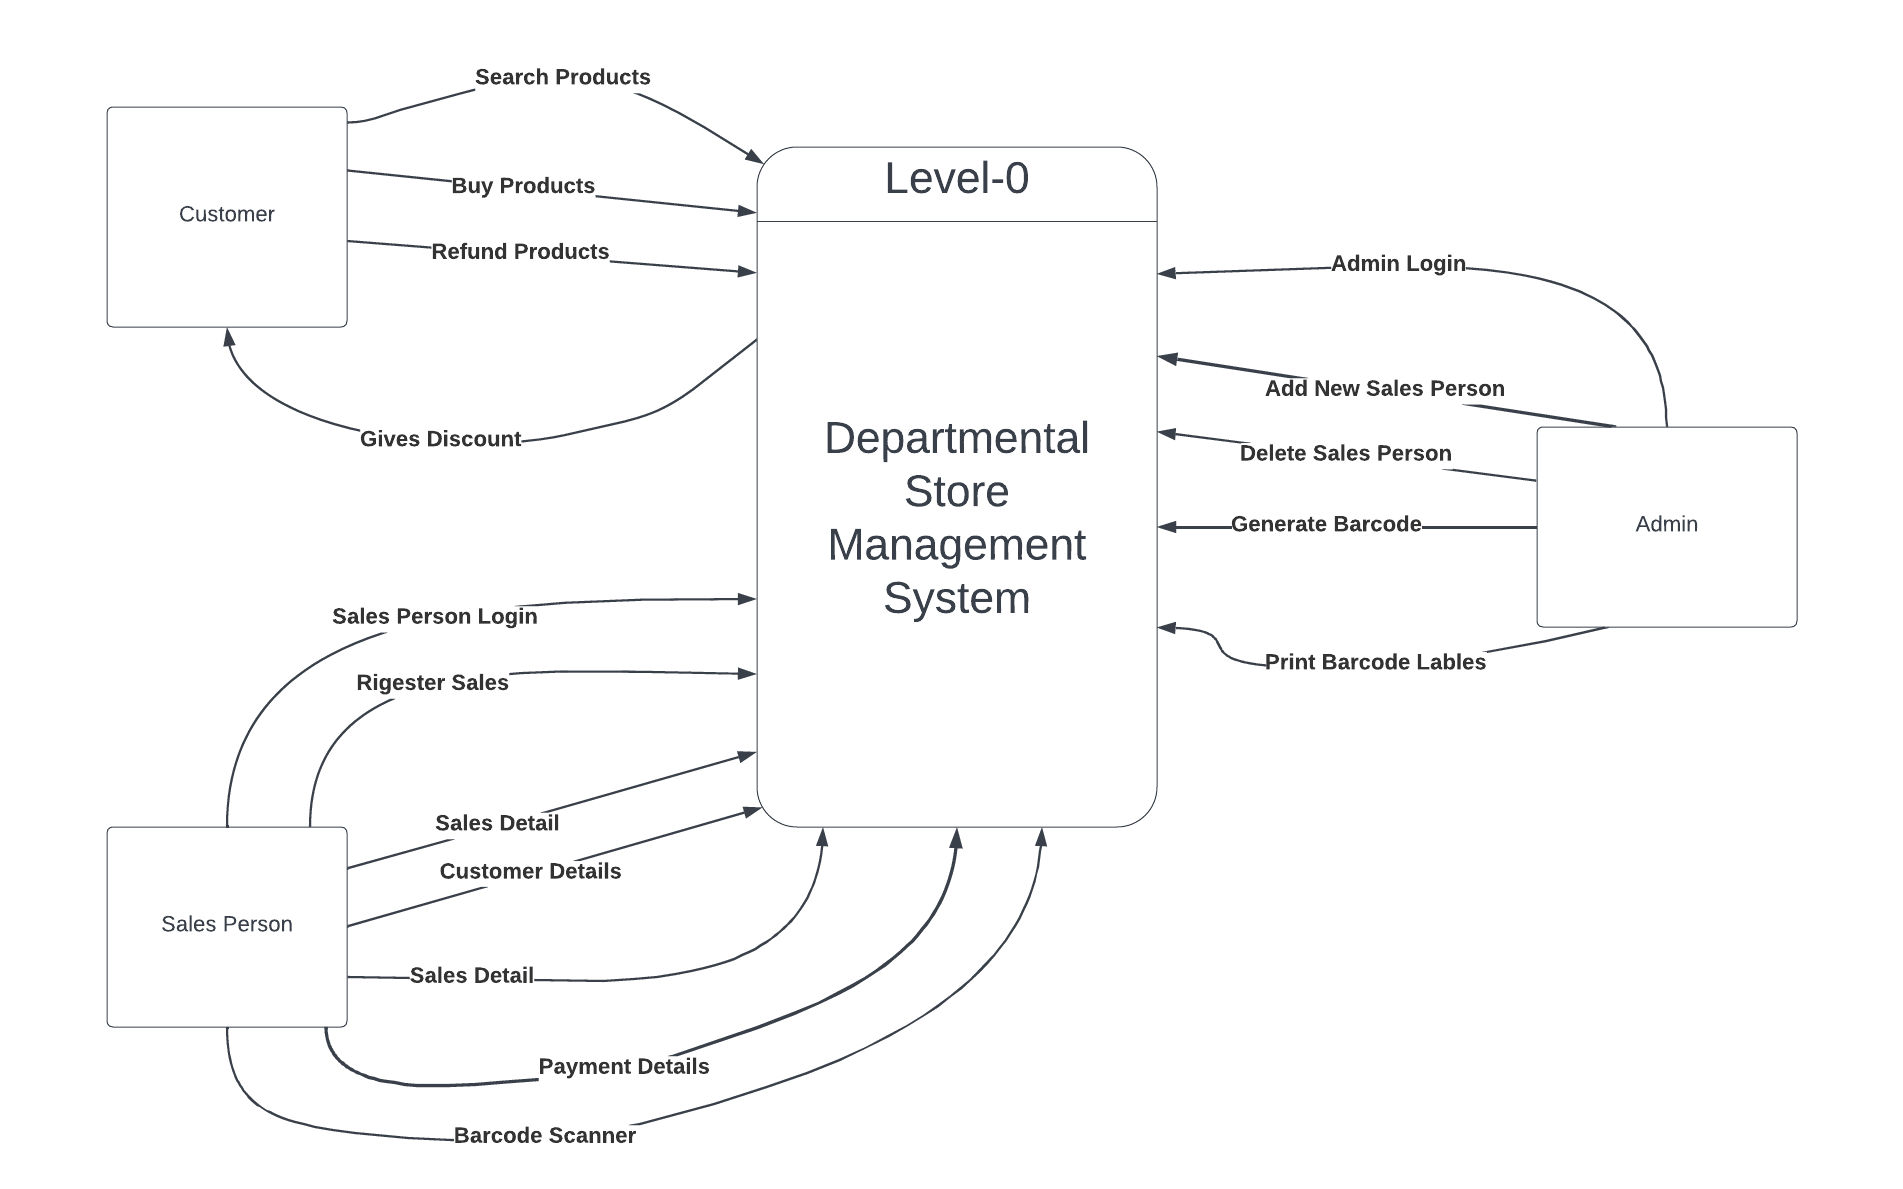 Search Products
Level-0
Buy Products
Customer
Refund Products
Admin Login
Add New Sales Person
Gives Discount
Departmental
Store
Management
System
Delete Sales Person
Generate Barcode
Admin
Sales Person Login
Print Barcode Lables
Rigester Sales
Sales Detail
Customer Details
Sales Person
Sales Detail
Payment Details
Barcode Scanner